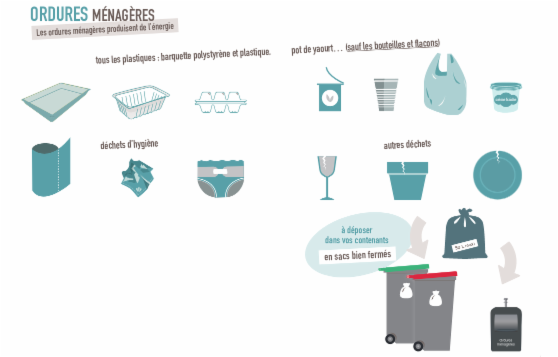 ORDURES MÉNAGÈRES
Les ordures ménagères produisent de l'énergie
tous les plastiques : barquette polystyrène et plastique, pot de yaourt... (sauf les bouteilles et flacons)
déchets d'hygiène
autres déchets
à déposer
dans vos contenants
en sacs bien fermés
ordures
ménagères